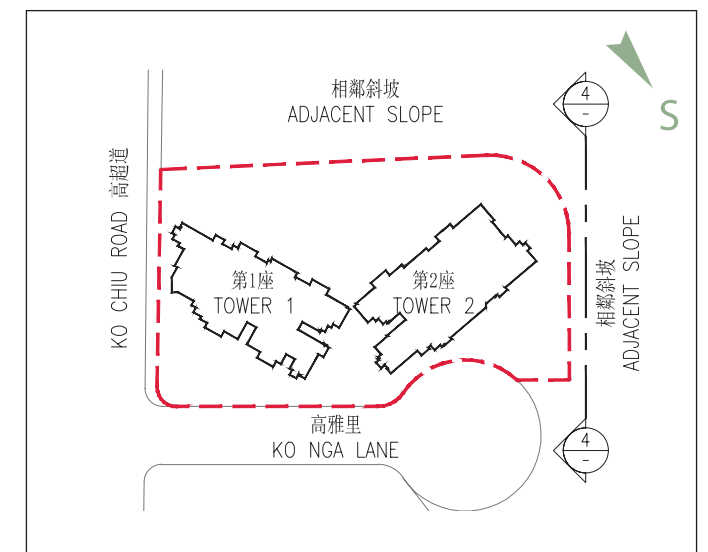 相鄰斜坡
ADJACENT SLOPE
4
-
S
KO CHIU ROAD 高超道
第1座
TOWER 1
第2座
TOWER 2
相鄰斜坡
ADJACENT SLOPE
高雅里
KO NGA LANE
4
-